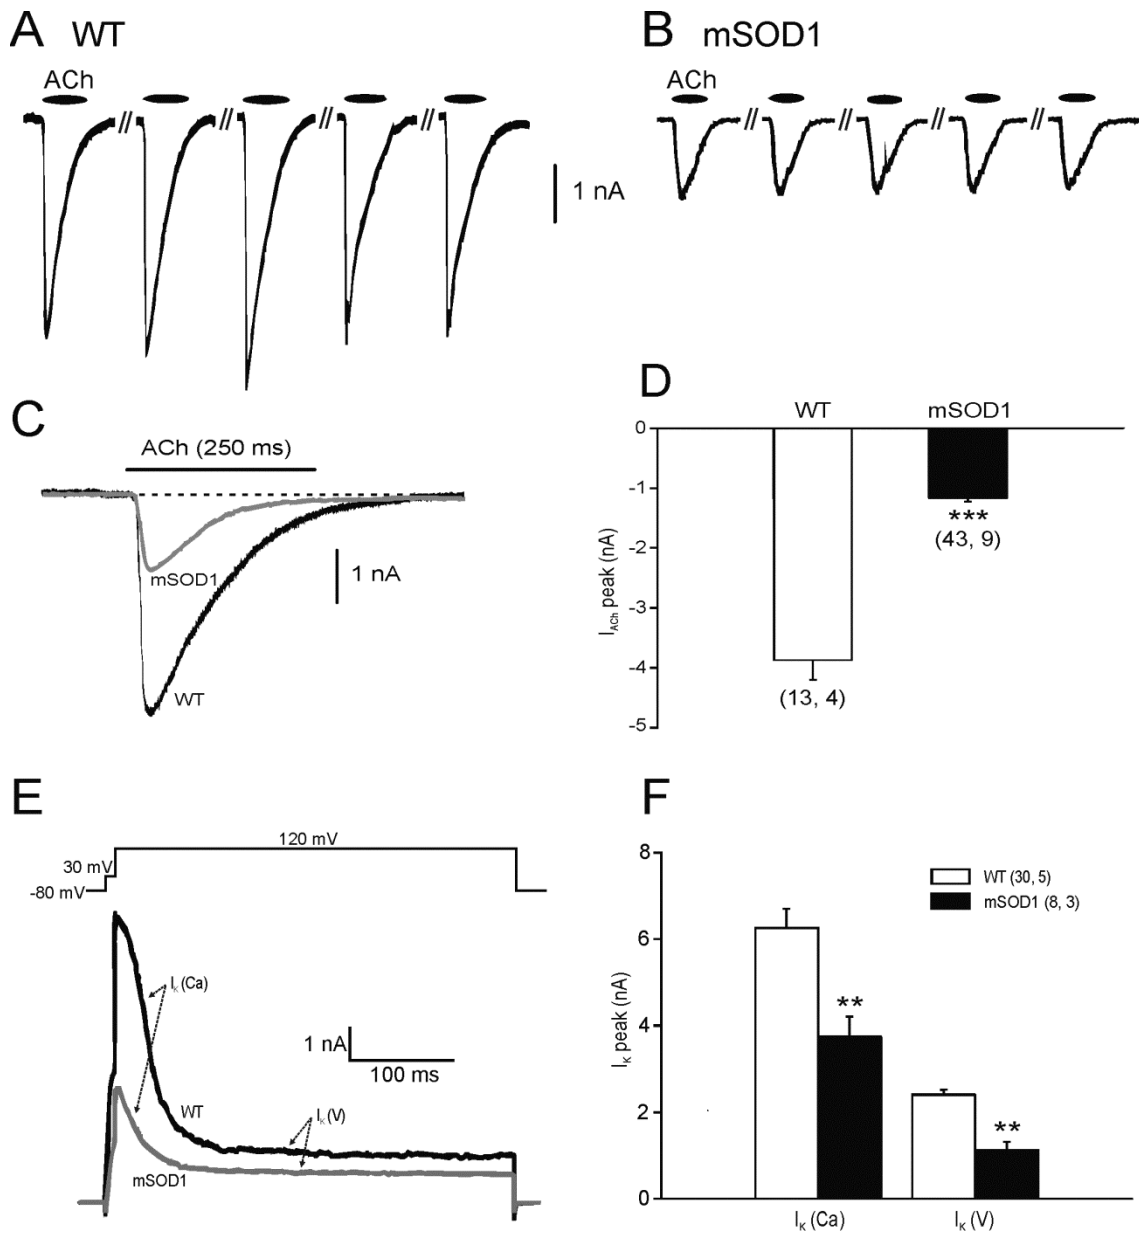 A WT
B mSOD1
ACh
//
//
//
//
ACh
//
//
//
//
1 nA
C
ACh (250 ms)
mSOD1
1 nA
WT
D
WT
mSOD1
0
-1
-2
-3
-4
-5
I_ACh peak (nA)
***
(43, 9)
(13, 4)
E
120 mV
30 mV
-80 mV
I_K (Ca)
1 nA
100 ms
WT
I_K (V)
mSOD1
F
8
6
4
2
0
I_K peak (nA)
WT (30, 5)
mSOD1 (8, 3)
**
**
I_K (Ca)
I_K (V)